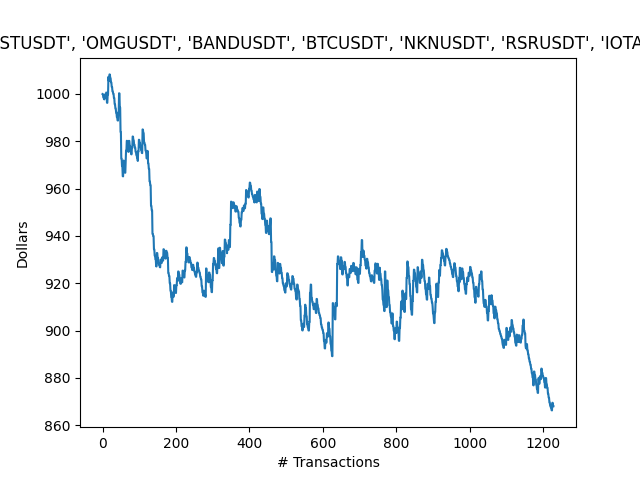 STUSDT', 'OMGUSDT', 'BANDUSDT', 'BTCUSDT', 'NKNUSDT', 'RSRUSDT', 'IOTA
1000
980
960
940
920
900
880
860
Dollars
0 200 400 600 800 1000 1200
# Transactions